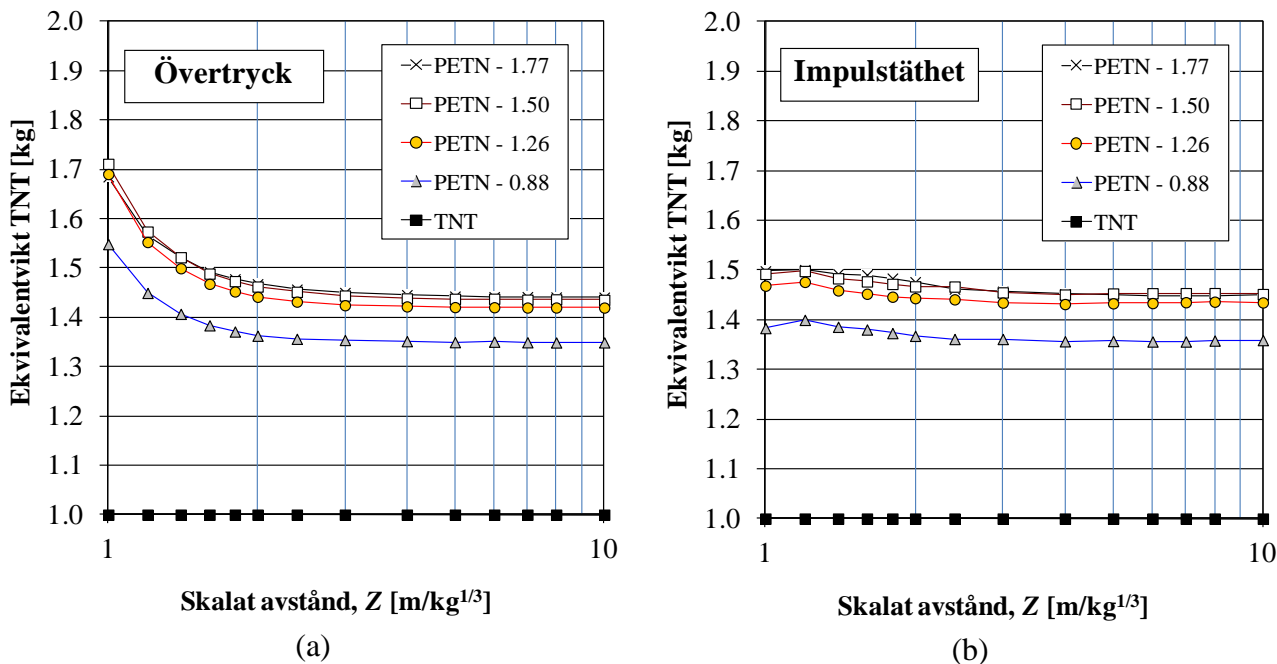 2.0
1.9
1.8
1.7
1.6
1.5
1.4
1.3
1.2
1.1
1.0
Ekvivalentvikt TNT [kg]
Övertryck
PETN - 1.77
PETN - 1.50
PETN - 1.26
PETN - 0.88
TNT
1
10
Skalat avstånd, Z [m/kg^1/3]
(a)
2.0
1.9
1.8
1.7
1.6
1.5
1.4
1.3
1.2
1.1
1.0
Ekvivalentvikt TNT [kg]
Impulstäthet
PETN - 1.77
PETN - 1.50
PETN - 1.26
PETN - 0.88
TNT
1
10
Skalat avstånd, Z [m/kg^1/3]
(b)